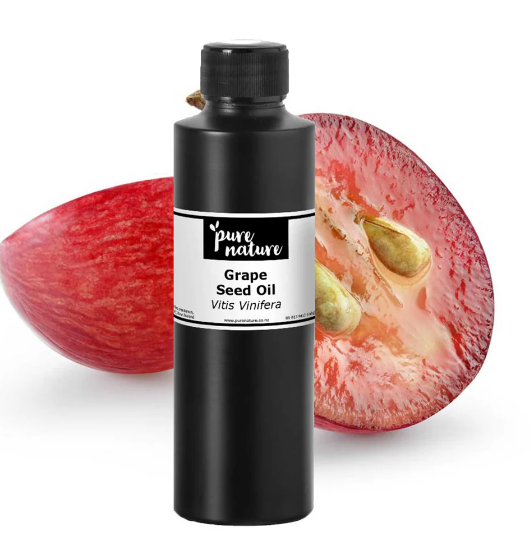 pure
nature
Grape
Seed Oil
Vitis Vinifera
www.purenature.co.nz